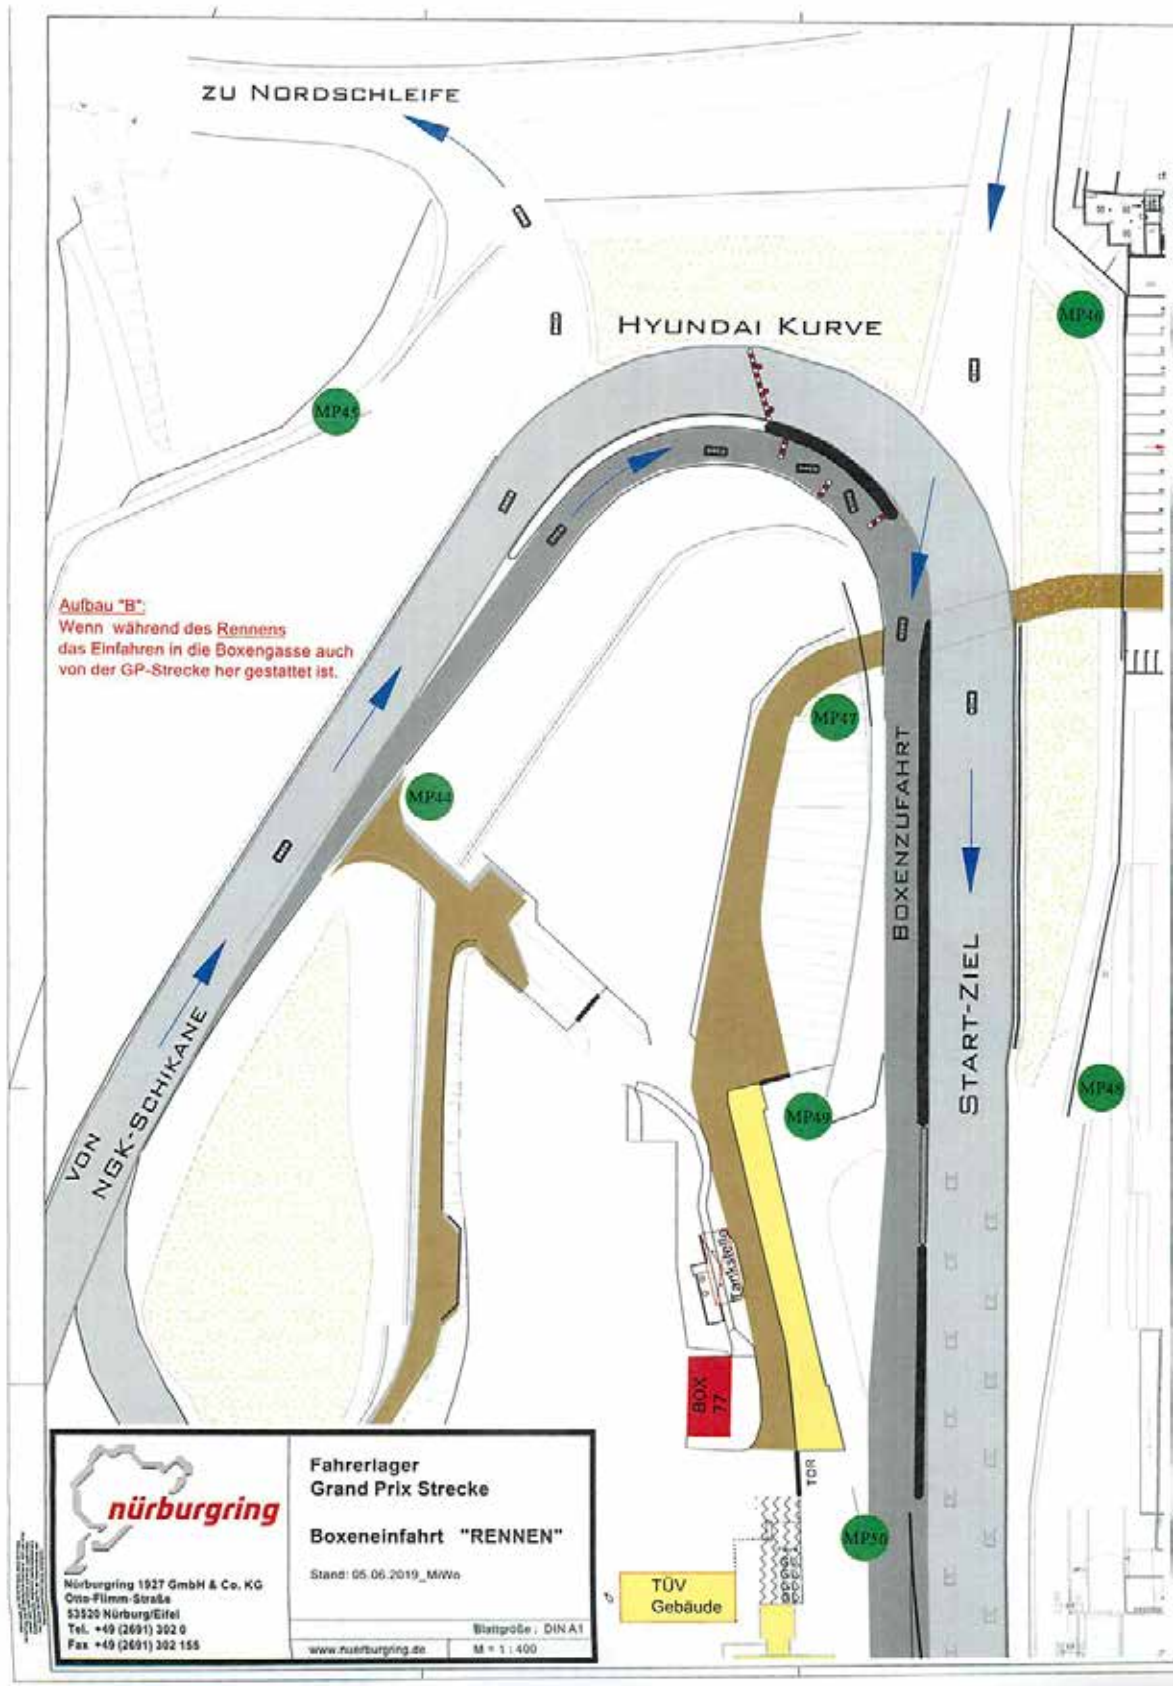 ZU NORDSCHLEIFE
HYUNDAI KURVE
MP46
MP45
Aufbau "B":
Wenn während des Rennens
das Einfahren in die Boxengasse auch
von der GP-Strecke her gestattet ist.
MP47
MP44
BOXENZUFAHRT
START-ZIEL
VON
NGK-SCHIKANE
MP48
MP49
Tankstelle
BOX
77
TOR
MP50
TÜV
Gebäude
nürburgring
Nürburgring 1927 GmbH & Co. KG
Otto-Flimm-Straße
53520 Nürburg/Eifel
Tel. +49 (2691) 302 0
Fax +49 (2691) 302 155
Fahrerlager
Grand Prix Strecke
Boxeneinfahrt "RENNEN"
Stand: 05.06.2019_MiWo
Blattgröße : DIN A1
www.nuerburgring.de
M = 1 : 400